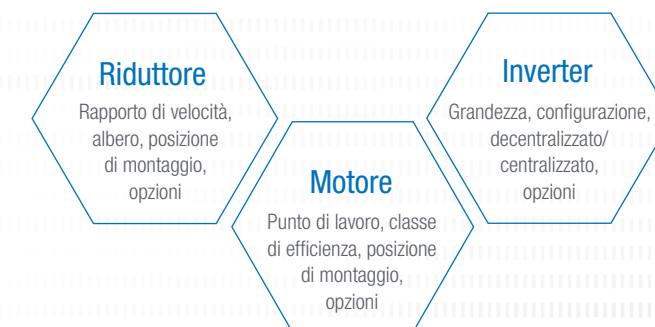 Riduttore
Rapporto di velocità,
albero, posizione
di montaggio,
opzioni
Motore
Punto di lavoro, classe
di efficienza, posizione
di montaggio,
opzioni
Inverter
Grandezza, configurazione,
decentralizzato/
centralizzato,
opzioni